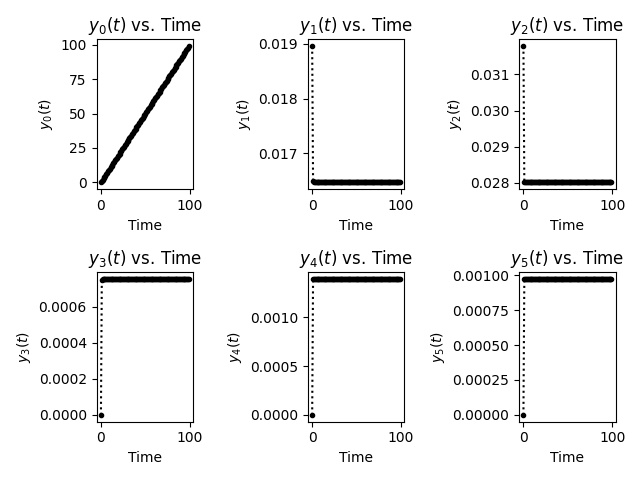 y₀(t) vs. Time
y₁(t) vs. Time
y₂(t) vs. Time
100
75
50
25
0
y₀(t)
0 100
Time
0.019
0.018
0.017
y₁(t)
0 100
Time
0.031
0.030
0.029
0.028
y₂(t)
0 100
Time
y₃(t) vs. Time
y₄(t) vs. Time
y₅(t) vs. Time
0.0006
0.0004
0.0002
0.0000
y₃(t)
0 100
Time
0.0010
0.0005
0.0000
y₄(t)
0 100
Time
0.00100
0.00075
0.00050
0.00025
0.00000
y₅(t)
0 100
Time